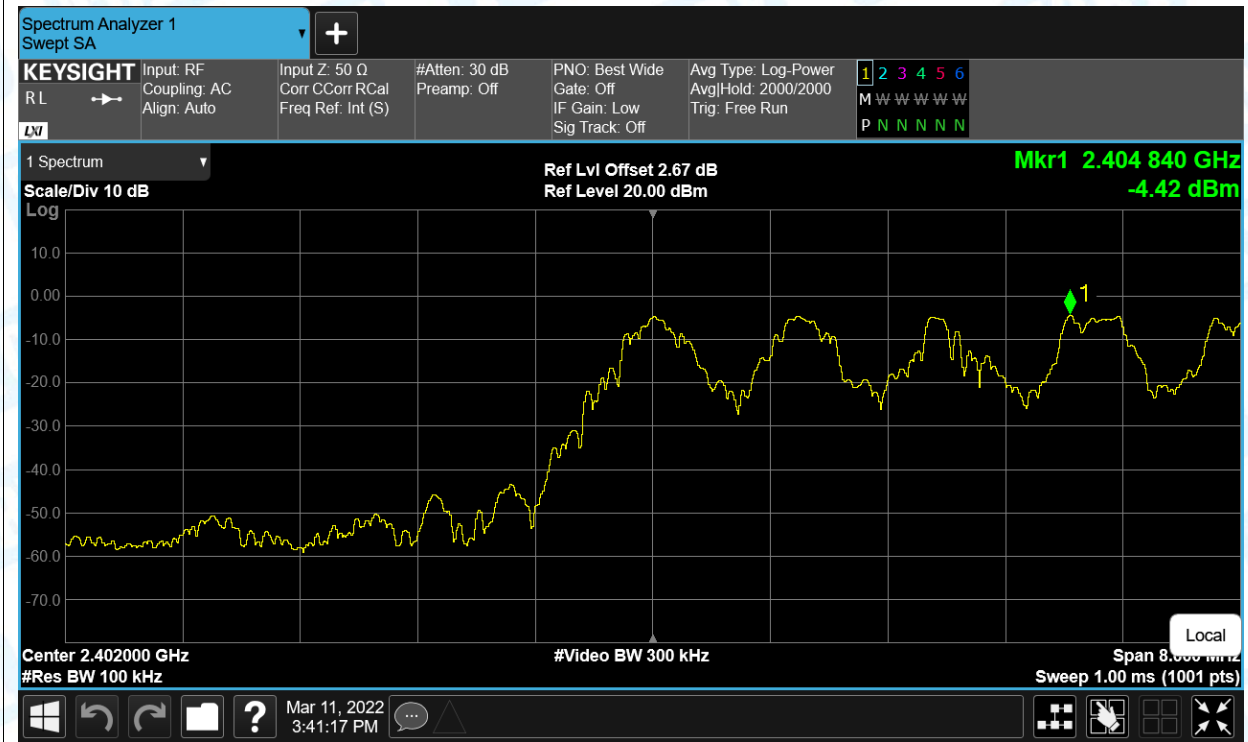 Spectrum Analyzer 1
Swept SA
KEYSIGHT
R L
LXI
Input: RF
Coupling: AC
Align: Auto
Input Z: 50 Ω
Corr CCorr RCal
Freq Ref: Int (S)
#Atten: 30 dB
Preamp: Off
PNO: Best Wide
Gate: Off
IF Gain: Low
Sig Track: Off
Avg Type: Log-Power
Avg|Hold: 2000/2000
Trig: Free Run
1 2 3 4 5 6
M W W W W W
P N N N N N
1 Spectrum
Scale/Div 10 dB
Log
Ref Lvl Offset 2.67 dB
Ref Level 20.00 dBm
Mkr1 2.404 840 GHz
-4.42 dBm
10.0
0.00
-10.0
-20.0
-30.0
-40.0
-50.0
-60.0
-70.0
1
Local
Center 2.402000 GHz
#Res BW 100 kHz
#Video BW 300 kHz
Span 8.000 MHz
Sweep 1.00 ms (1001 pts)
?
Mar 11, 2022
3:41:17 PM